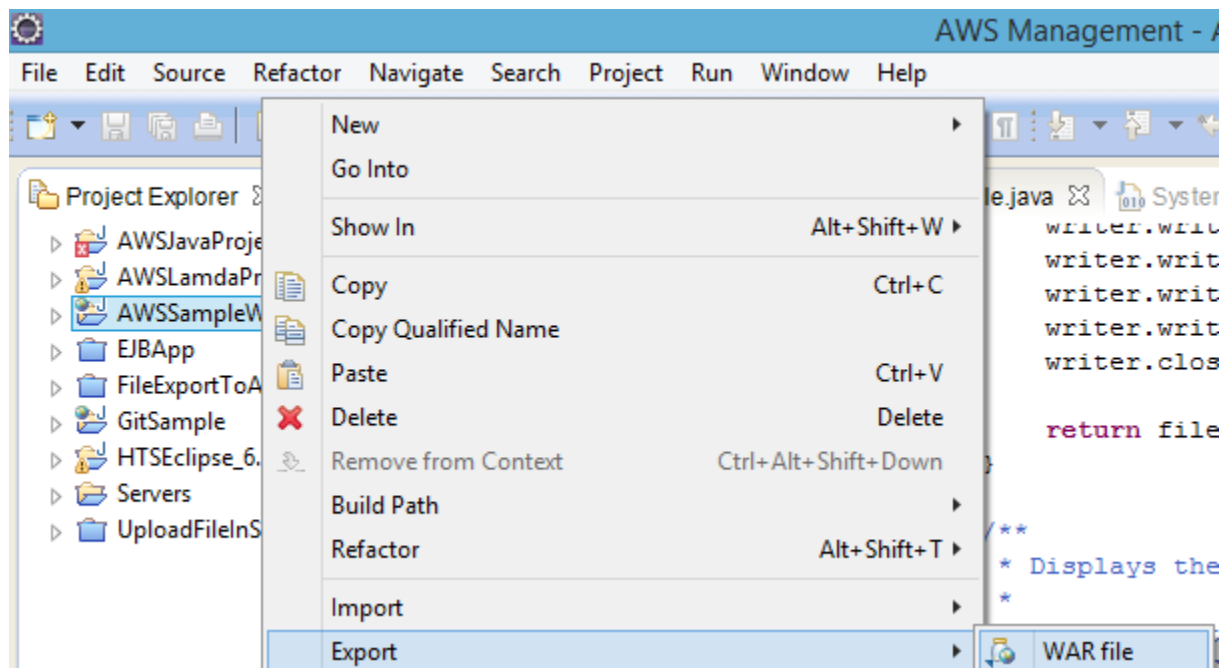 AWS Management -
File Edit Source Refactor Navigate Search Project Run Window Help
Project Explorer
AWSJavaProje
AWSLamdaPr
AWSSampleW
EJBApp
FileExportToA
GitSample
HTSEclipse_6.
Servers
UploadFileInS
New
Go Into
Show In Alt+Shift+W
Copy Ctrl+C
Copy Qualified Name
Paste Ctrl+V
Delete Delete
Remove from Context Ctrl+Alt+Shift+Down
Build Path
Refactor Alt+Shift+T
Import
Export
WAR file
le.java System
writer.writ
writer.writ
writer.writ
writer.writ
writer.clos
return file
}
/**
* Displays the
*